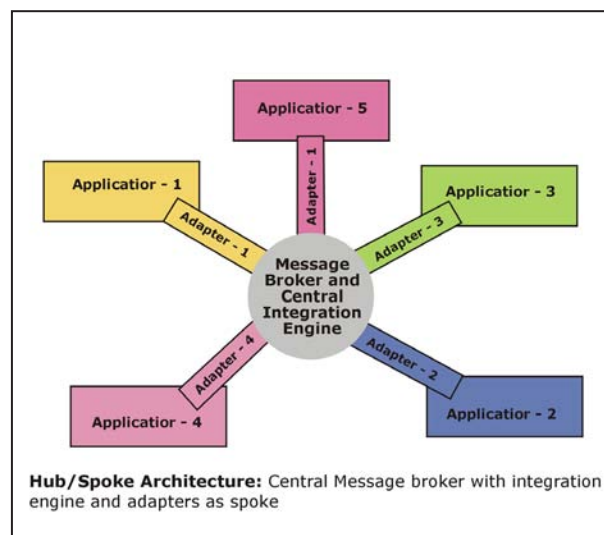 Applicatior - 5
Adapter - 1
Applicatior - 1
Adapter - 1
Applicatior - 3
Adapter - 3
Message
Broker and
Central
Integration
Engine
Adapter - 4
Applicatior - 4
Adapter - 2
Applicatior - 2
Hub/Spoke Architecture: Central Message broker with integration
engine and adapters as spoke